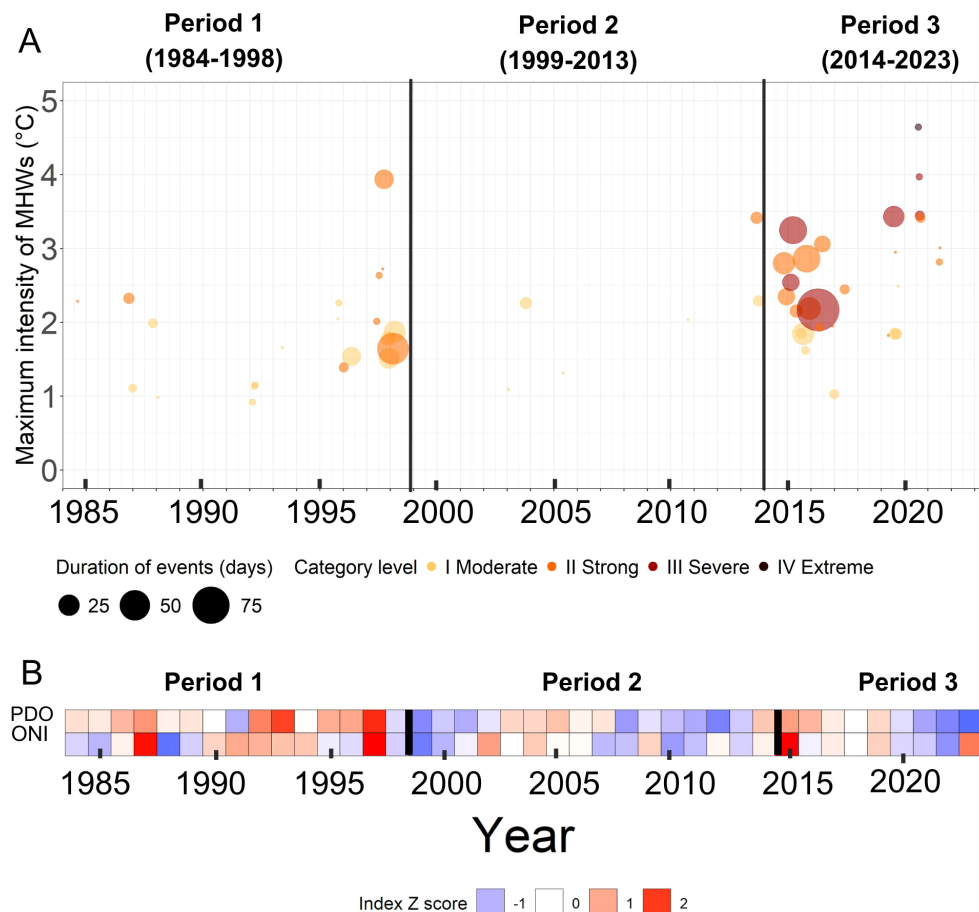 A
Period 1
(1984-1998)
Period 2
(1999-2013)
Period 3
(2014-2023)
Maximum intensity of MHWs (°C)
5
4
3
2
1
0
1985 1990 1995 2000 2005 2010 2015 2020
Duration of events (days) Category level I Moderate II Strong III Severe IV Extreme
25 50 75
B
Period 1 Period 2 Period 3
PDO
ONI
1985 1990 1995 2000 2005 2010 2015 2020
Year
Index Z score -1 0 1 2